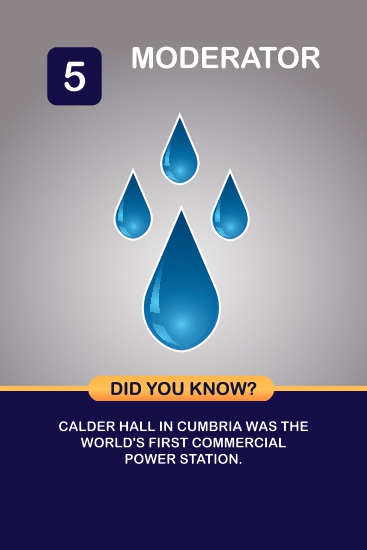 5
MODERATOR
DID YOU KNOW?
CALDER HALL IN CUMBRIA WAS THE
WORLD'S FIRST COMMERCIAL
POWER STATION.